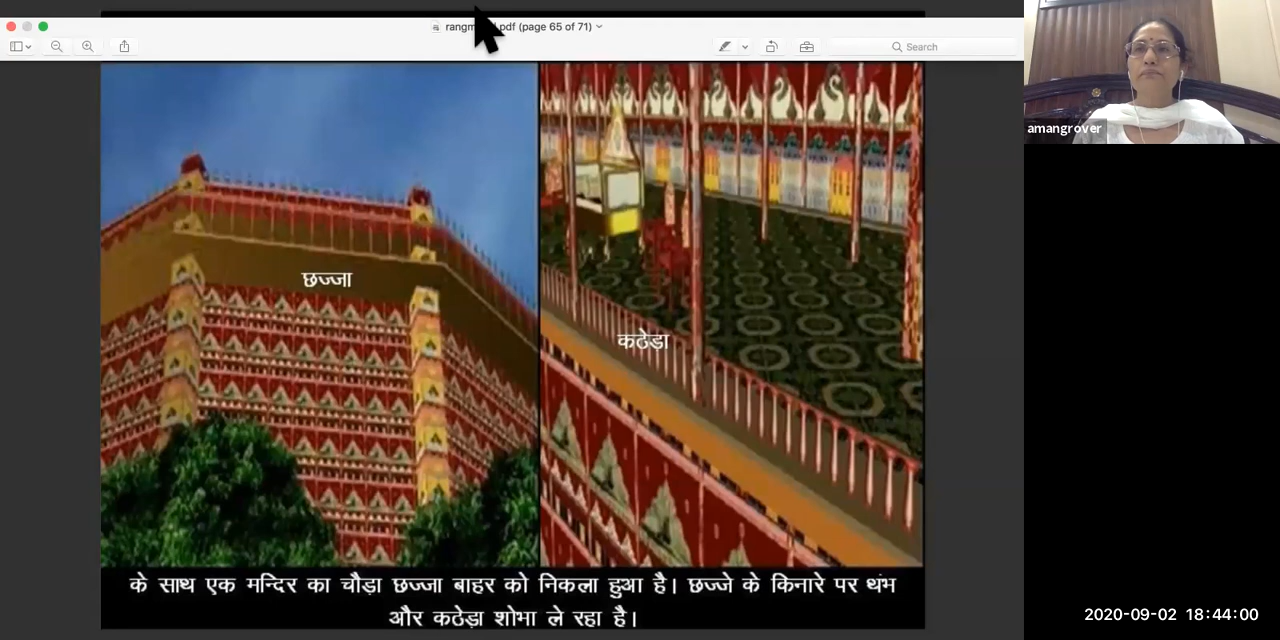 .pdf (page 65 of 71)
Search
amangrover
छज्जा
कठेड़ा
के साथ एक मन्दिर का चौड़ा छज्जा बाहर को निकला हुआ है। छज्जे के किनारे पर थंभ
और कठेड़ा शोभा ले रहा है।
2020-09-02 18:44:00